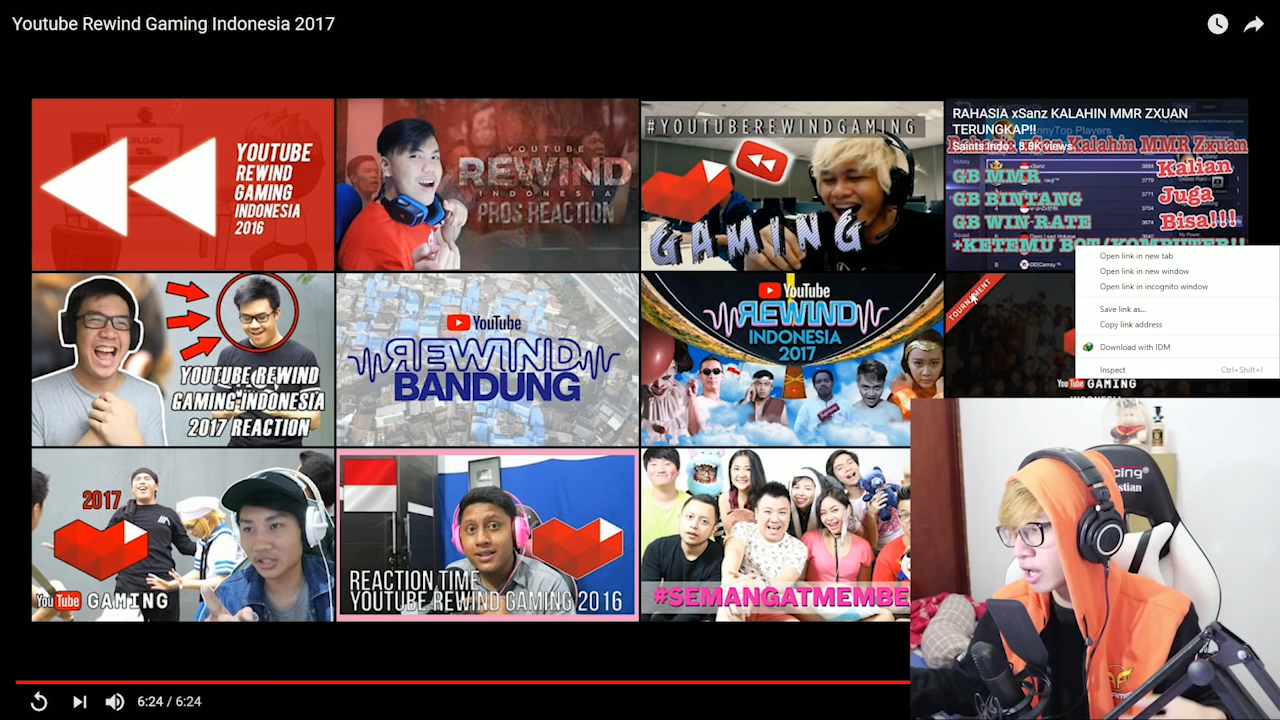 Youtube Rewind Gaming Indonesia 2017
YOUTUBE
REWIND
GAMING
INDONESIA
2016
YOUTUBE
REWIND
INDONESIA
PROS REACTION
#YOUTUBEREWINDGAMING
GAMING
RAHASIA xSanz KALAHIN MMR ZXUAN
TERUNGKAP!!
Saints Indo · 8.8K views
GB MMR
GB BINTANG
GB WIN RATE
+KETEMU BOT/KOMPUTER!!
Kalian
Juga
Bisa!!!
YOUTUBE REWIND
GAMING INDONESIA
2017 REACTION
YouTube
REWIND
BANDUNG
YouTube
REWIND
INDONESIA
2017
TOURNAMENT
YouTube GAMING
Open link in new tab
Open link in new window
Open link in incognito window
Save link as...
Copy link address
Download with IDM
Inspect Ctrl+Shift+I
2017
YouTube GAMING
REACTION TIME
YOUTUBE REWIND GAMING 2016
#SEMANGATMEMBE
6:24 / 6:24